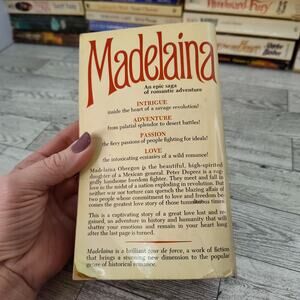 Madelaina
An epic saga
of romantic adventure
INTRIGUE
inside the heart of a savage revolution!
ADVENTURE
from palatial splendor to desert battles!
PASSION
the fiery passions of people fighting for ideals!
LOVE
the intoxicating ecstasies of a wild romance!
Madelaina Obregon is the beautiful, high-spirited
daughter of a Mexican general. Peter Dupree is a rug-
gedly handsome freedom fighter. They meet and fall in
love in the midst of a nation exploding in revolution. But
neither war nor torture can quench the blazing affair of
two people whose commitment to love and freedom be-
comes the greatest love story of those tumultuous times.
This is a captivating story of a great love lost and re-
gained, an adventure in history and humanity that will
shatter your emotions and remain in your heart long
after the last page is turned.
Madelaina is a brilliant tour de force, a work of fiction
that brings a stunning new dimension to the popular
genre of historical romance.